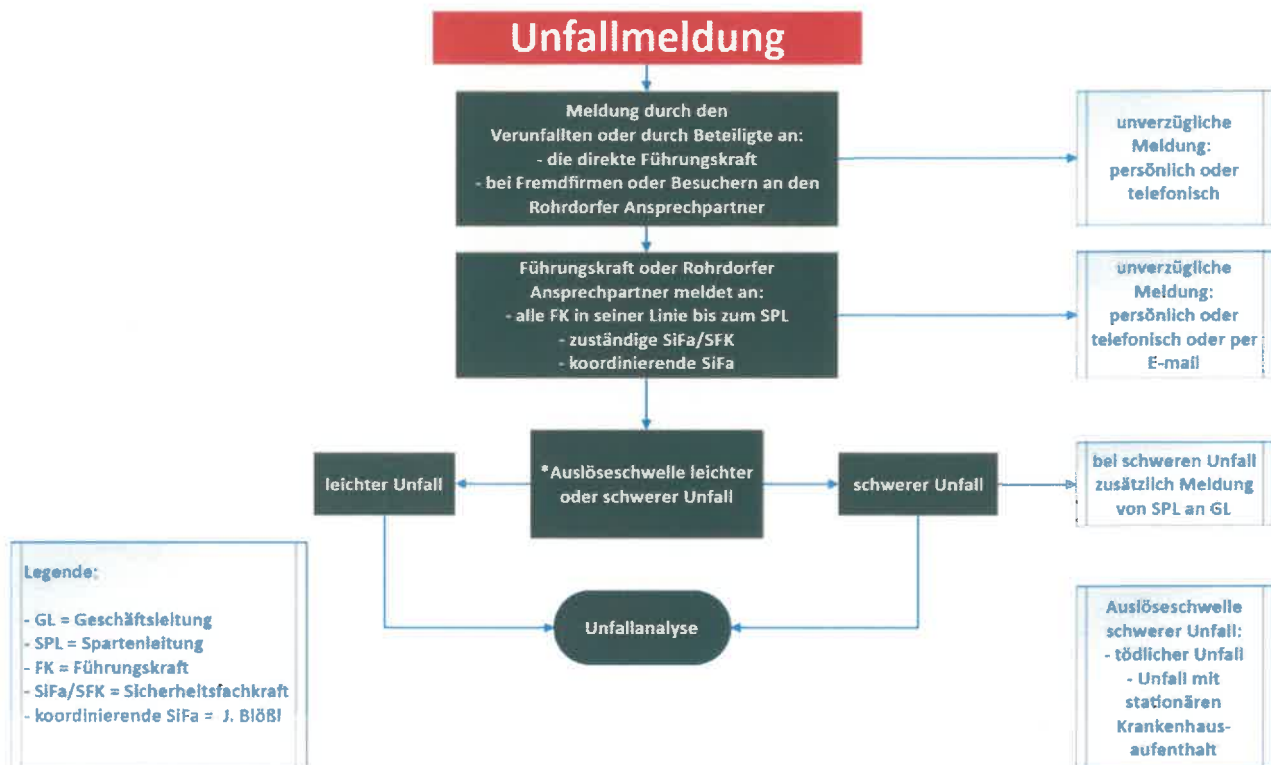 Unfallmeldung
Meldung durch den
Verunfallten oder durch Beteiligte an:
- die direkte Führungskraft
- bei Fremdfirmen oder Besuchern an den
Rohrdorfer Ansprechpartner
unverzügliche
Meldung:
persönlich oder
telefonisch
Führungskraft oder Rohrdorfer
Ansprechpartner meldet an:
- alle FK in seiner Linie bis zum SPL
- zuständige SiFa/SFK
- koordinierende SiFa
unverzügliche
Meldung:
persönlich oder
telefonisch oder per
E-mail
leichter Unfall
*Auslöseschwelle leichter
oder schwerer Unfall
schwerer Unfall
bei schweren Unfall
zusätzlich Meldung
von SPL an GL
Legende:
- GL = Geschäftsleitung
- SPL = Spartenleitung
- FK = Führungskraft
- SiFa/SFK = Sicherheitsfachkraft
- koordinierende SiFa = J. Blößl
Unfallanalyse
Auslöseschwelle
schwerer Unfall:
- tödlicher Unfall
- Unfall mit
stationären
Krankenhaus-
aufenthalt